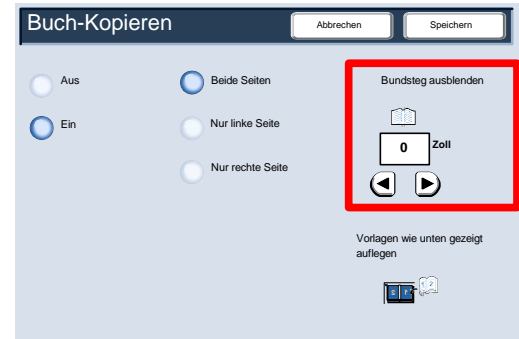 Buch-Kopieren
Abbrechen
Speichern
Aus
Ein
Beide Seiten
Nur linke Seite
Nur rechte Seite
Bundsteg ausblenden
0
Zoll
Vorlagen wie unten gezeigt
auflegen